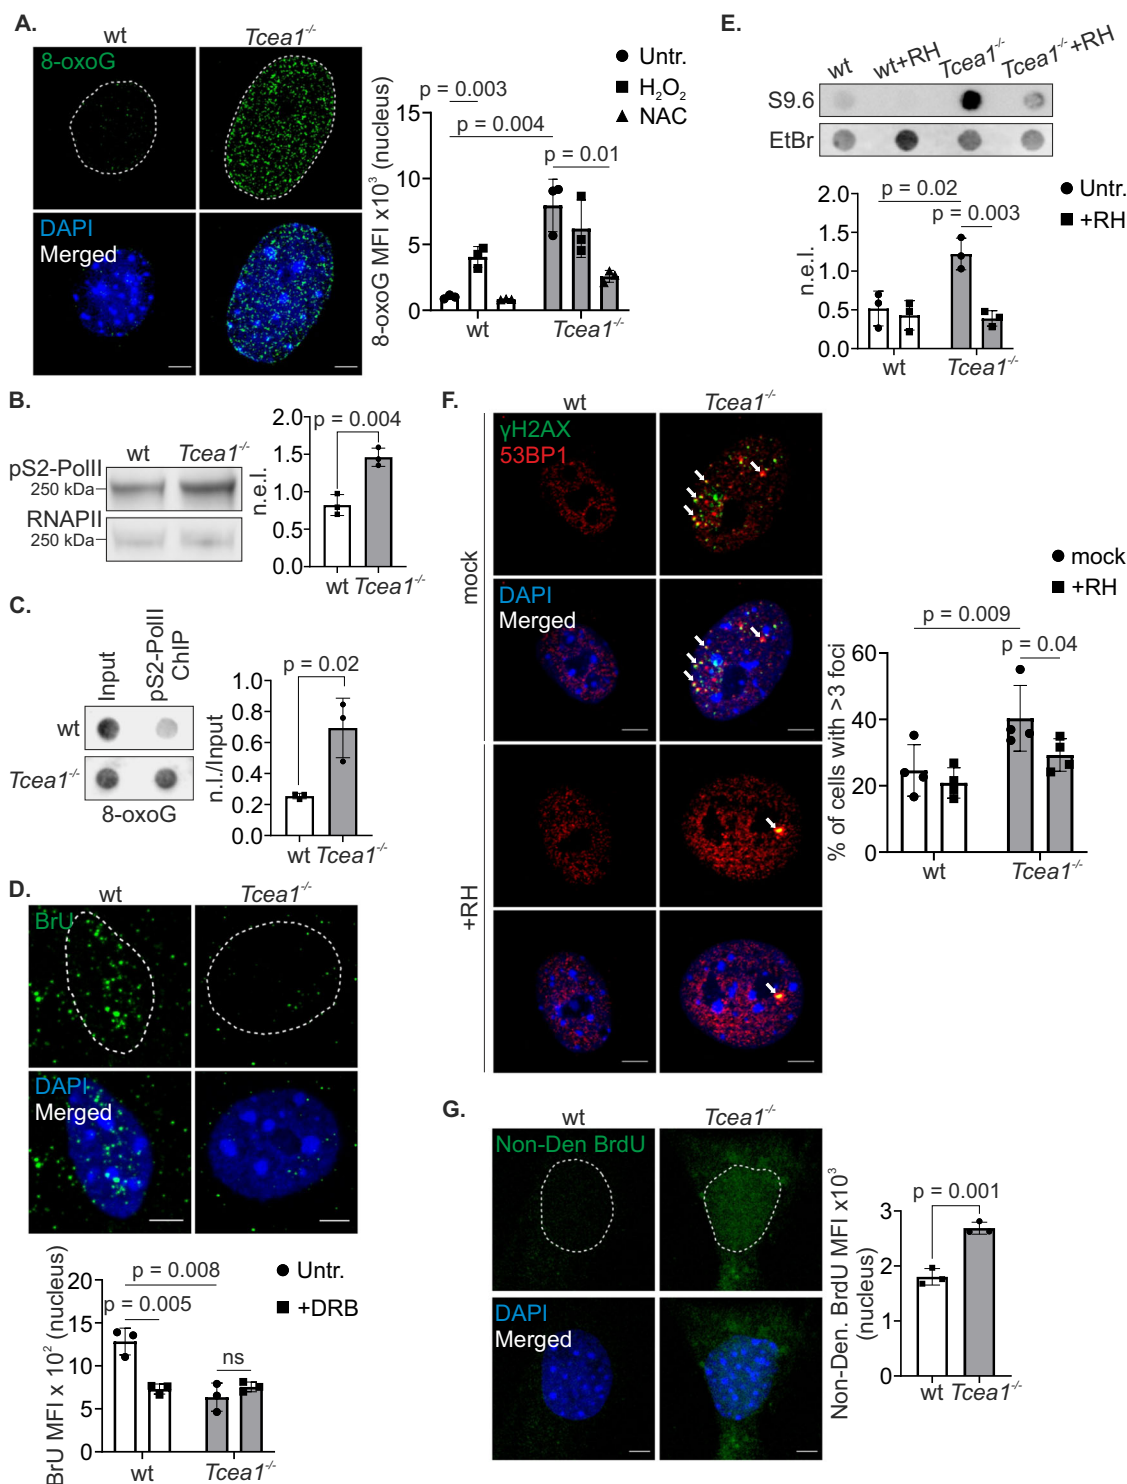 A.
wt
Tcea1-/-
8-oxoG
DAPI
Merged
8-oxoG MFI x10³ (nucleus)
15
10
5
0
p = 0.003
p = 0.004
p = 0.01
wt
Tcea1-/-
Untr.
H₂O₂
NAC
E.
wt
wt+RH
Tcea1-/-
Tcea1-/-+RH
S9.6
EtBr
n.e.l.
2.0
1.5
1.0
0.5
0.0
p = 0.02
p = 0.003
wt
Tcea1-/-
Untr.
+RH
B.
wt
Tcea1-/-
pS2-PolII
250 kDa
RNAPII
250 kDa
n.e.l.
2.0
1.5
1.0
0.5
0.0
p = 0.004
wt
Tcea1-/-
C.
Input
pS2-PolII
ChIP
wt
Tcea1-/-
8-oxoG
n.l./Input
1.0
0.8
0.6
0.4
0.2
0.0
p = 0.02
wt
Tcea1-/-
D.
wt
Tcea1-/-
BrU
DAPI
Merged
BrU MFI x 10² (nucleus)
20
15
10
5
0
p = 0.008
p = 0.005
ns
wt
Tcea1-/-
Untr.
+DRB
F.
wt
Tcea1-/-
γH2AX
53BP1
DAPI
Merged
mock
+RH
% of cells with >3 foci
60
40
20
0
p = 0.009
p = 0.04
wt
Tcea1-/-
mock
+RH
G.
wt
Tcea1-/-
Non-Den BrdU
DAPI
Merged
Non-Den. BrdU MFI x10³
(nucleus)
3
2
1
0
p = 0.001
wt
Tcea1-/-